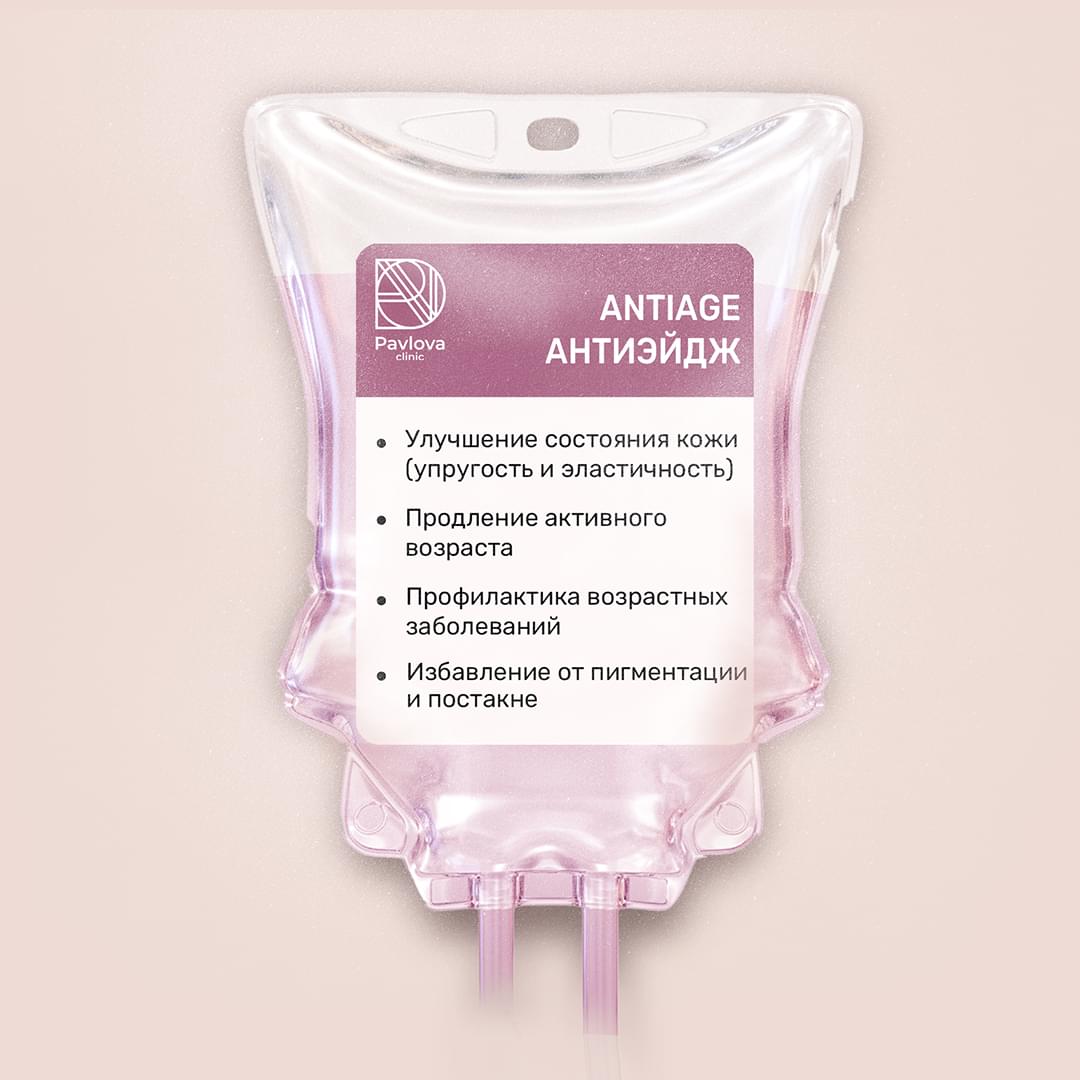 Pavlova
clinic
ANTIAGE
АНТИЭЙДЖ
• Улучшение состояния кожи
(упругость и эластичность)
• Продление активного
возраста
• Профилактика возрастных
заболеваний
• Избавление от пигментации
и постакне